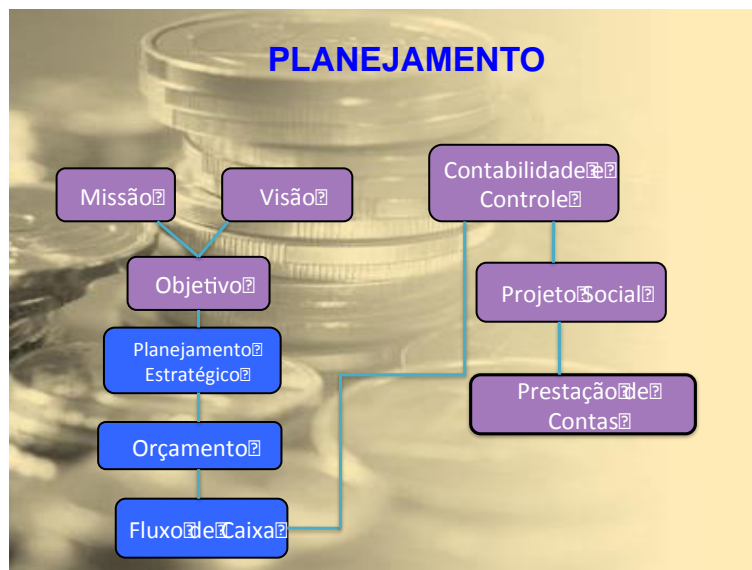 PLANEJAMENTO
Missão
Visão
Objetivo
Planejamento
Estratégico
Orçamento
Fluxo de Caixa
Contabilidade e
Controle
Projeto Social
Prestação de
Contas